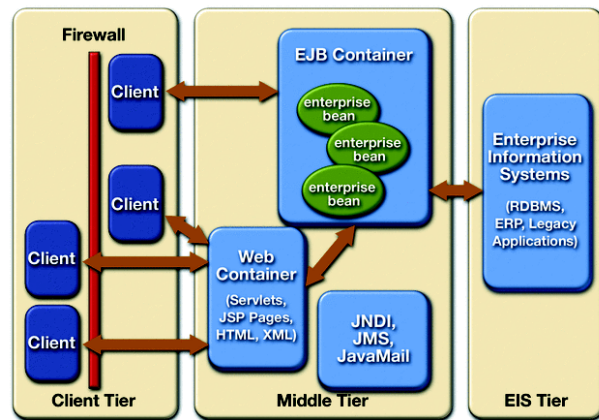 Firewall
Client
Client
Client
Client
Client Tier
EJB Container
enterprise
bean
enterprise
bean
enterprise
bean
Web
Container
(Servlets,
JSP Pages,
HTML, XML)
JNDI,
JMS,
JavaMail
Middle Tier
Enterprise
Information
Systems
(RDBMS,
ERP, Legacy
Applications)
EIS Tier